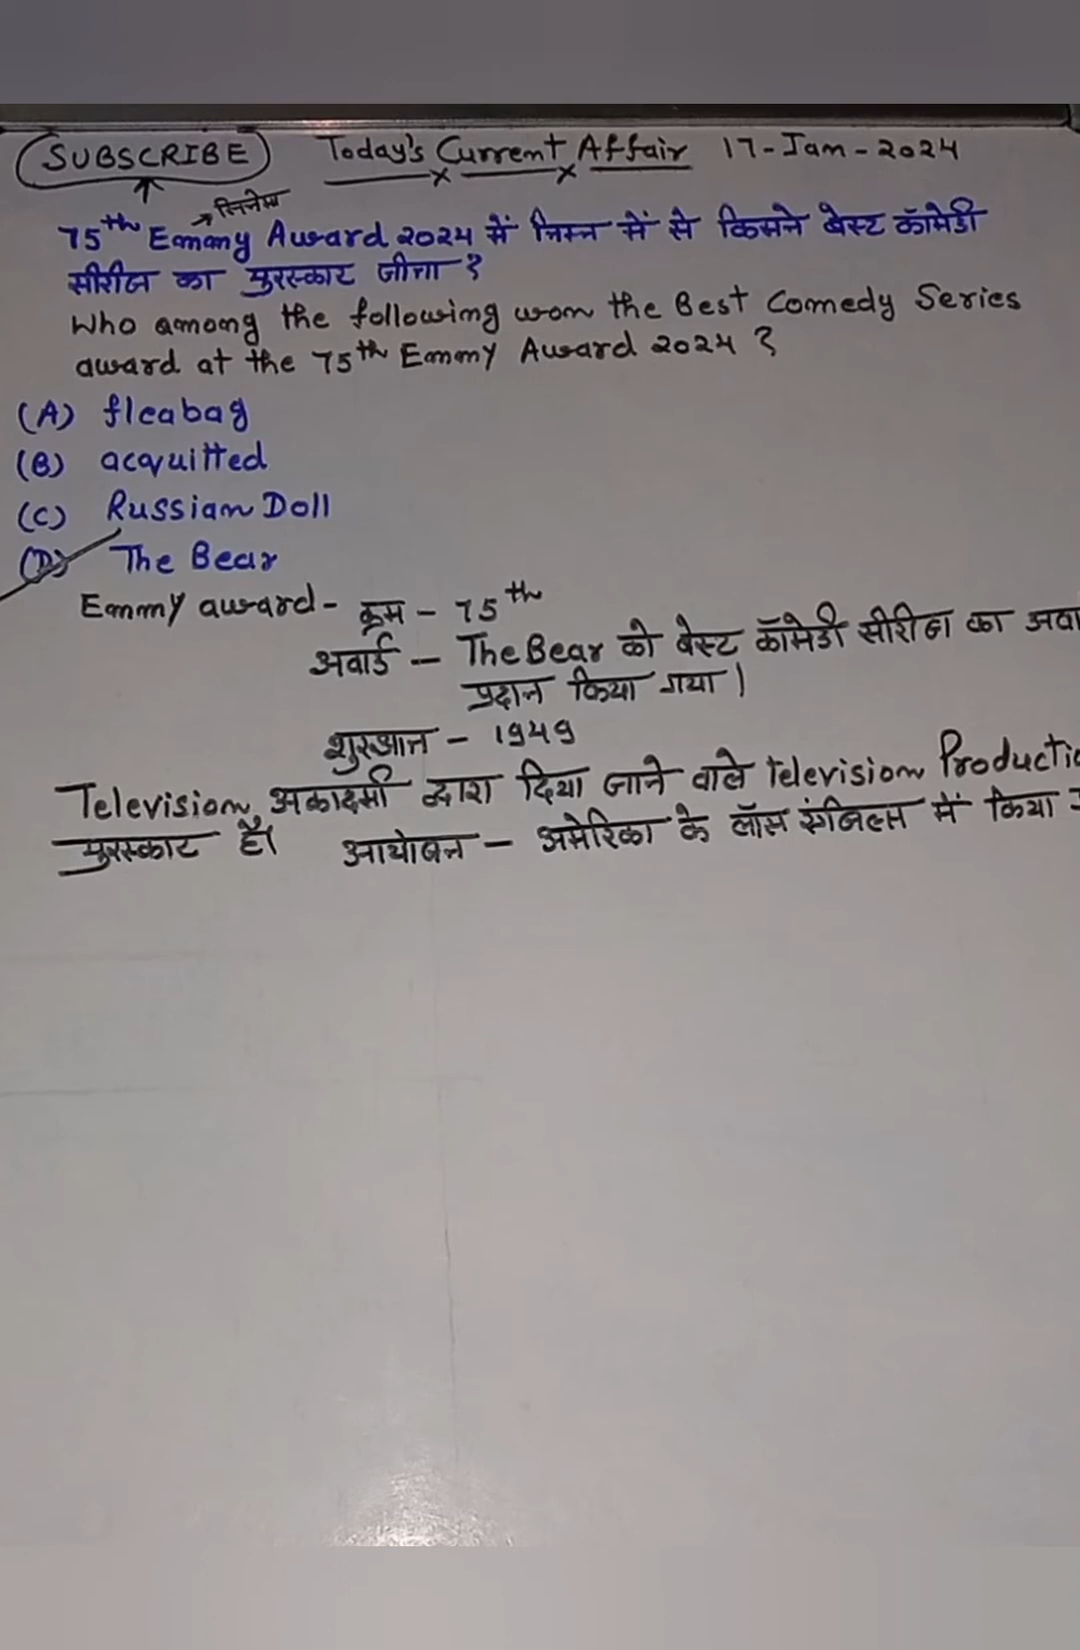 SUBSCRIBE Today's Current Affair 17-Jan-2024
→ सिनेमा
75th Emmy Award 2024 में निम्न में से किसने बेस्ट कॉमेडी
सीरीज का पुरस्कार जीता ?
Who among the following won the Best Comedy Series
award at the 75th Emmy Award 2024 ?
(A) fleabag
(B) acquitted
(C) Russian Doll
(D) The Bear
Emmy award - क्रम - 75th
अवार्ड - The Bear को बेस्ट कॉमेडी सीरीज का अवा
प्रदान किया गया।
शुरुआत - 1949
Television अकादमी द्वारा दिया जाने वाले Television Producti
पुरस्कार है। आयोजन - अमेरिका के लॉस एंजिल्स में किया